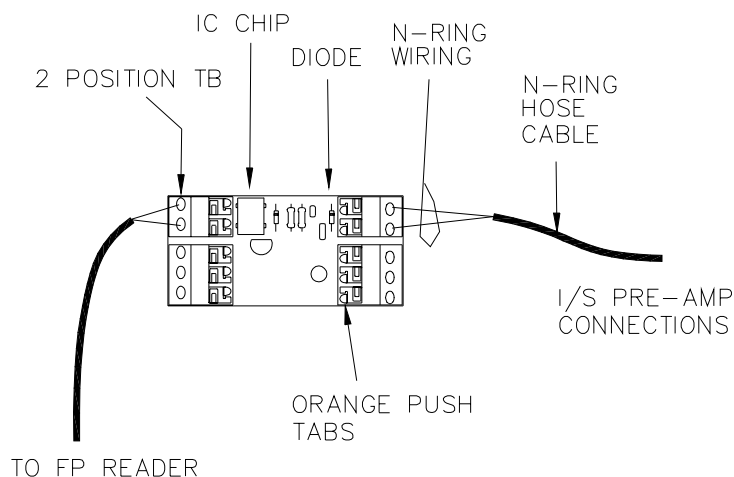 IC CHIP
N-RING
WIRING
DIODE
2 POSITION TB
N-RING
HOSE
CABLE
I/S PRE-AMP
CONNECTIONS
ORANGE PUSH
TABS
TO FP READER